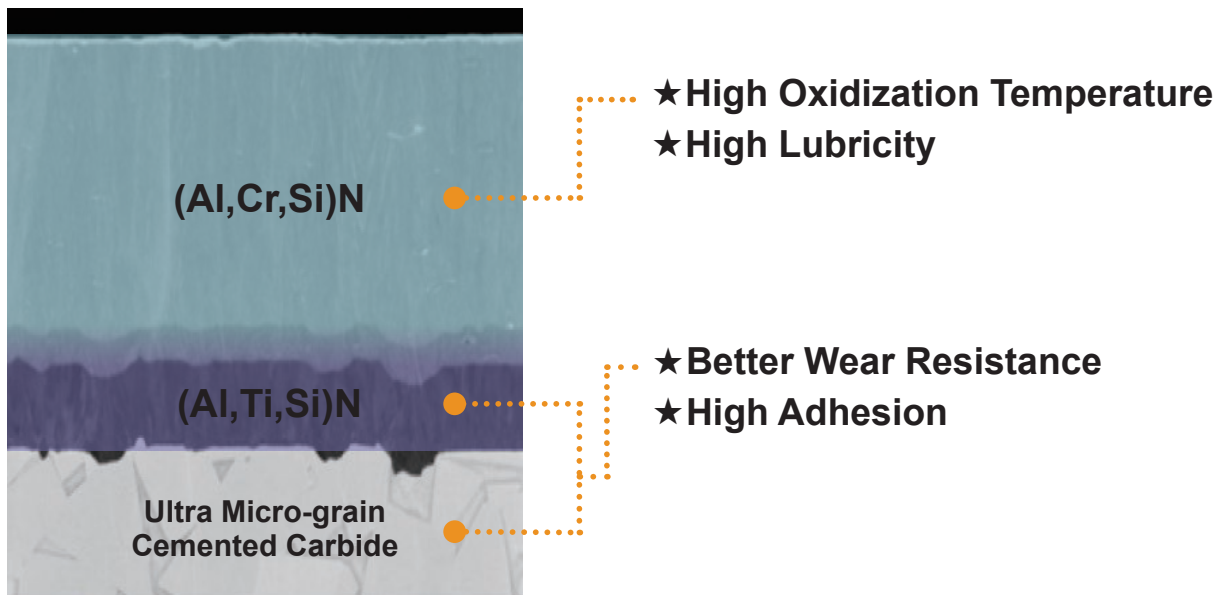 (Al,Cr,Si)N
★High Oxidization Temperature
★High Lubricity
(Al,Ti,Si)N
Ultra Micro-grain
Cemented Carbide
★Better Wear Resistance
★High Adhesion